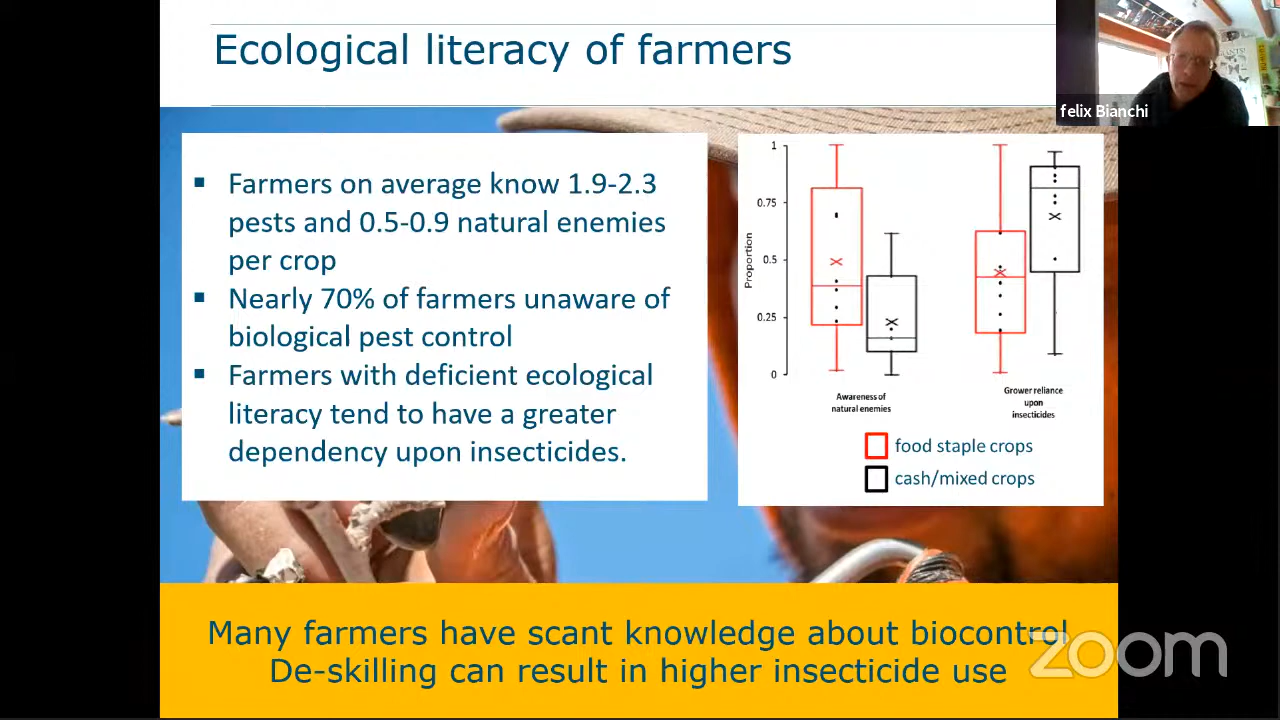 Ecological literacy of farmers
felix Bianchi
▪ Farmers on average know 1.9-2.3
pests and 0.5-0.9 natural enemies
per crop
▪ Nearly 70% of farmers unaware of
biological pest control
▪ Farmers with deficient ecological
literacy tend to have a greater
dependency upon insecticides.
1
0.75
0.5
0.25
0
Proportion
Awareness of
natural enemies
Grower reliance
upon
insecticides
food staple crops
cash/mixed crops
Many farmers have scant knowledge about biocontrol
De-skilling can result in higher insecticide use
zoom